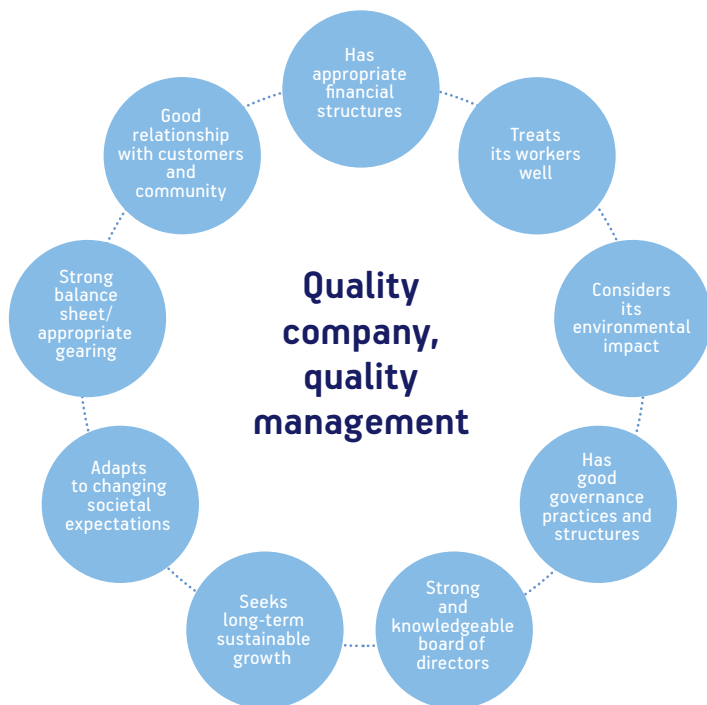 Has
appropriate
financial
structures
Treats
its workers
well
Considers
its
environmental
impact
Has
good
governance
practices and
structures
Strong
and
knowledgeable
board of
directors
Seeks
long-term
sustainable
growth
Adapts
to changing
societal
expectations
Strong
balance
sheet/
appropriate
gearing
Good
relationship
with customers
and
community
Quality
company,
quality
management